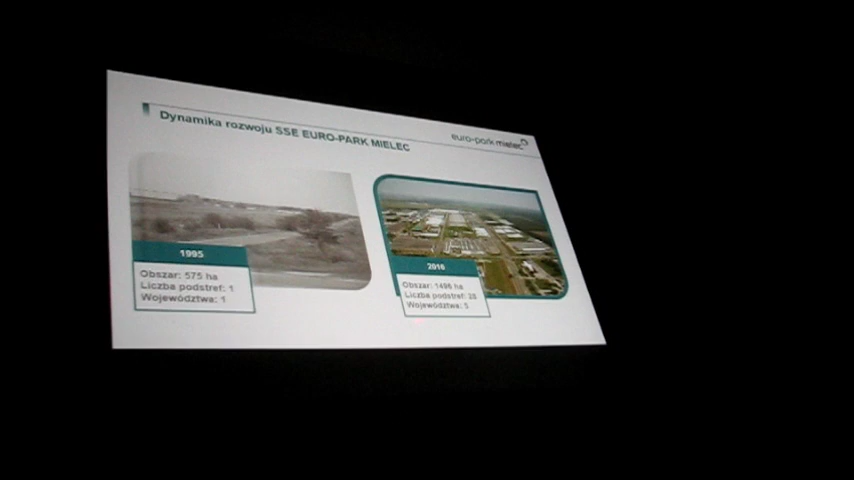 Dynamika rozwoju SSE EURO-PARK MIELEC
euro-park mielec
1995
Obszar: 575 ha
Liczba podstref: 1
Województwa: 1
2016
Obszar: 1496 ha
Liczba podstref: 28
Województwa: 5